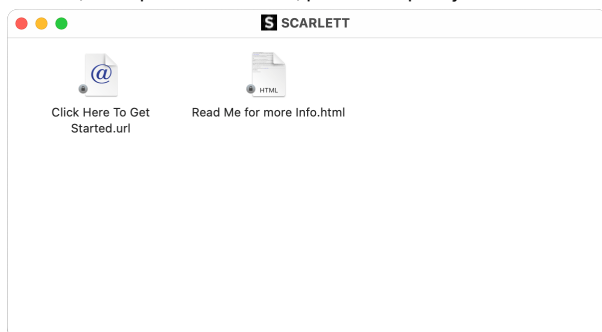 S SCARLETT
@
HTML
Click Here To Get Read Me for more Info.html
Started.url